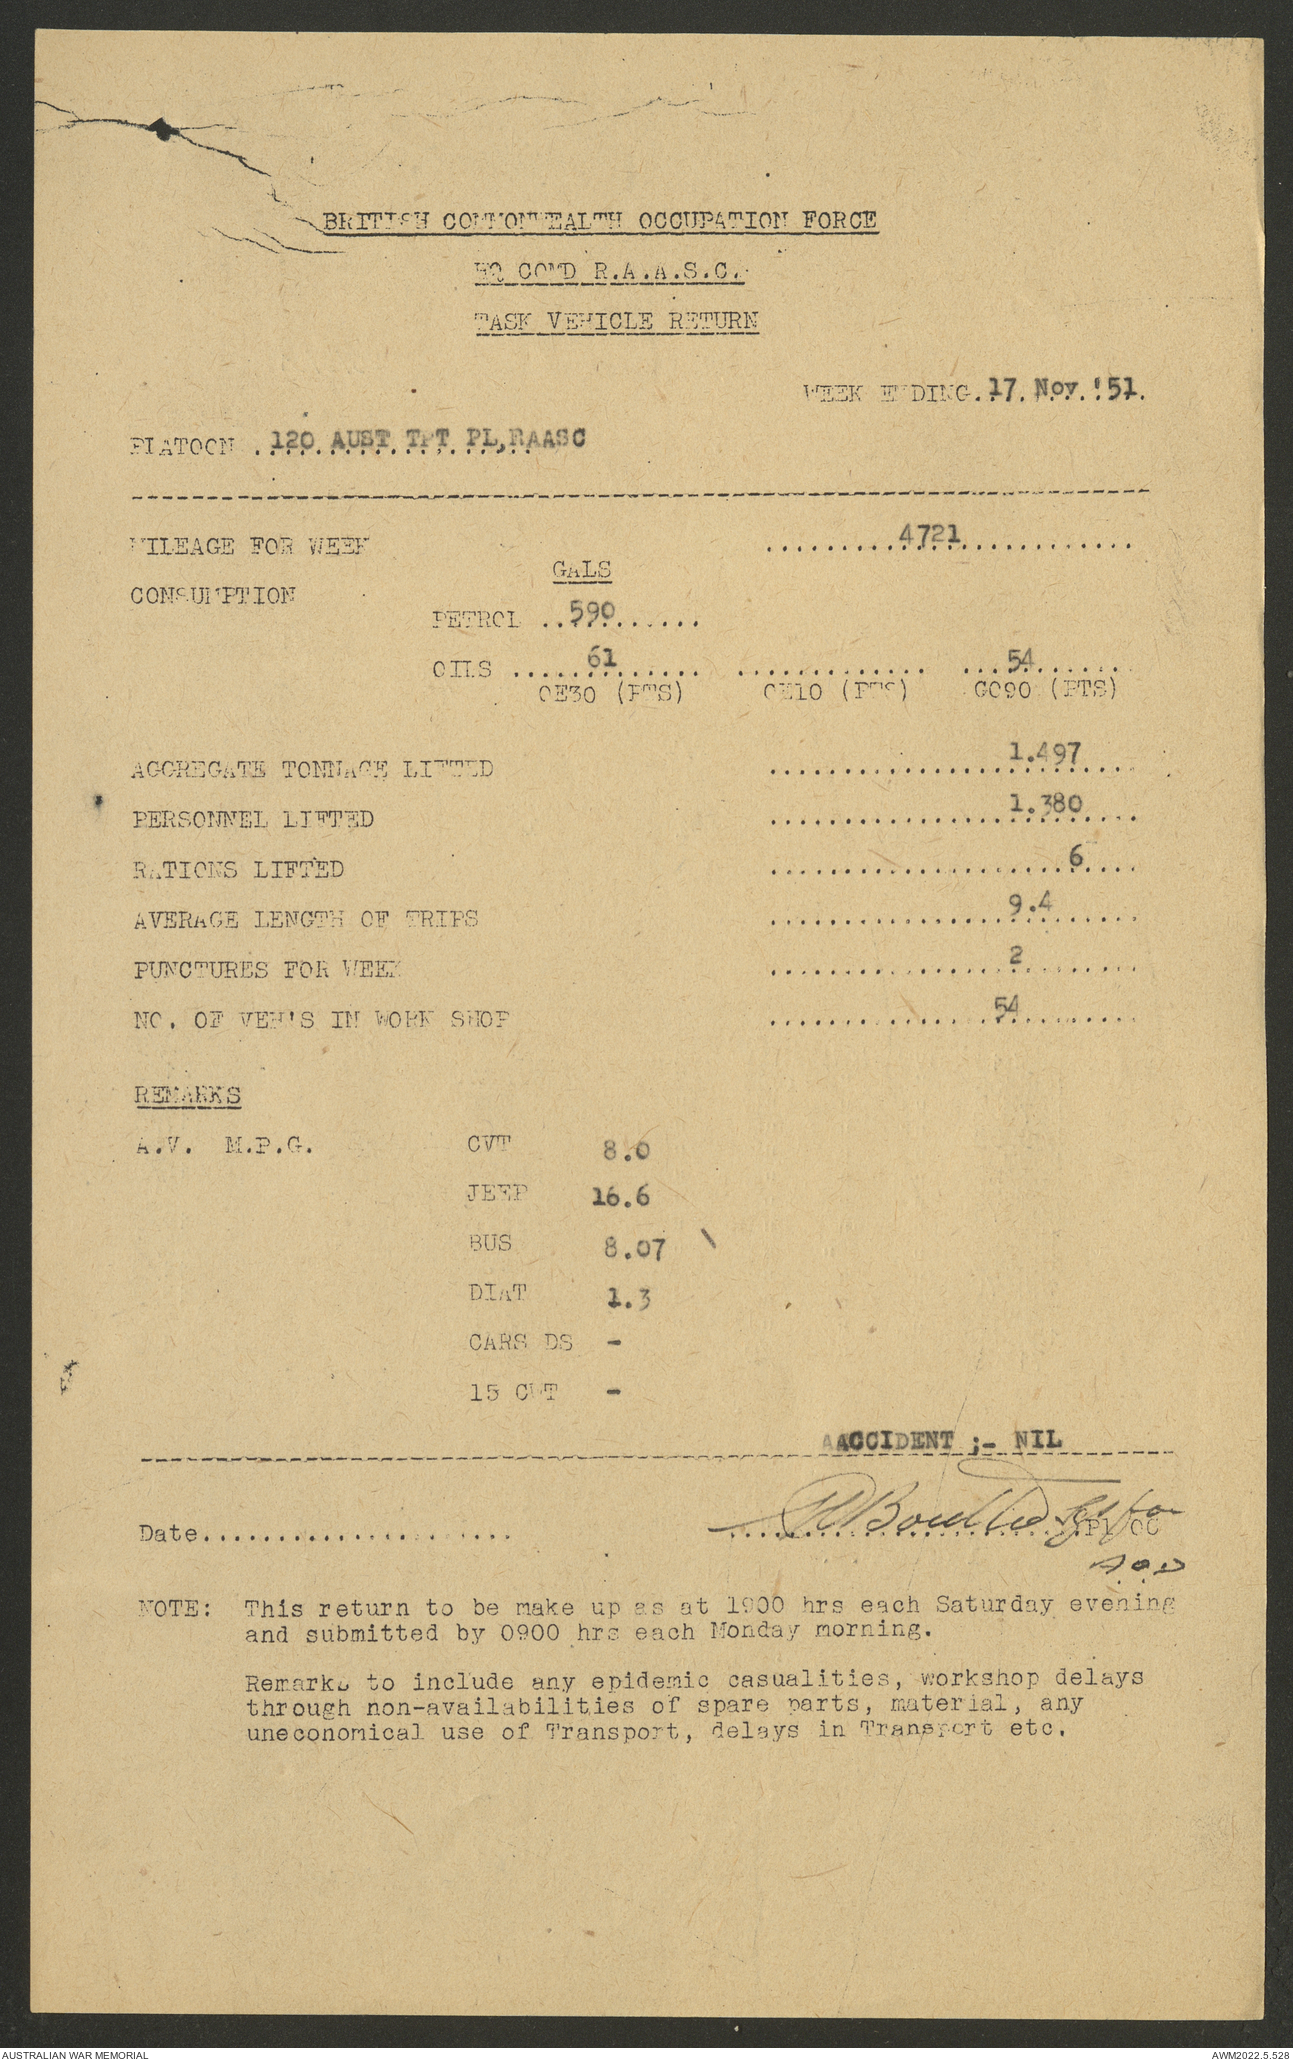 BRITISH COMMONWEALTH OCCUPATION FORCE
HQ COMD R.A.A.S.C.
TASK VEHICLE RETURN
WEEK ENDING. 17. Nov. '51.
PLATOON ..120 AUST TPT PL,RAASC
MILEAGE FOR WEEK ........4721............
GALS
CONSUMPTION
PETROL ..590........
OILS .....61...... ............. ...54.......
OE30 (PTS) OE10 (PTS) GO90 (PTS)
AGGREGATE TONNAGE LIFTED ................1.497....
PERSONNEL LIFTED ................1.380....
RATIONS LIFTED ....................6....
AVERAGE LENGTH OF TRIPS ................9.4......
PUNCTURES FOR WEEK ................2........
NO. OF VEH'S IN WORK SHOP ...............54........
REMARKS
A.V. M.P.G. CWT 8.0
JEEP 16.6
BUS 8.07
DIAT 1.3
CARS DS -
15 CWT -
AACCIDENT ;- NIL
Date.....................
Pl OC
NOTE: This return to be make up as at 1900 hrs each Saturday evening
and submitted by 0900 hrs each Monday morning.
Remarks to include any epidemic casualities, workshop delays
through non-availabilities of spare parts, material, any
uneconomical use of Transport, delays in Transport etc.
AUSTRALIAN WAR MEMORIAL AWM2022.5.528